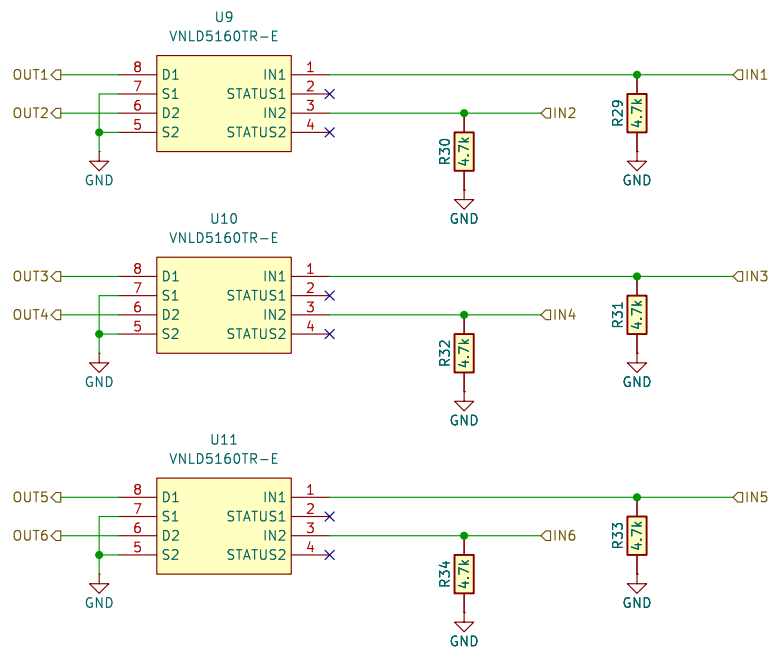 U9
VNLD5160TR-E
OUT1 8 D1 IN1 1 IN1
7 S1 STATUS1 2
OUT2 6 D2 IN2 3 IN2
5 S2 STATUS2 4
R29 4.7k
R30 4.7k
GND GND
GND
U10
VNLD5160TR-E
OUT3 8 D1 IN1 1 IN3
7 S1 STATUS1 2
OUT4 6 D2 IN2 3 IN4
5 S2 STATUS2 4
R31 4.7k
R32 4.7k
GND GND
GND
U11
VNLD5160TR-E
OUT5 8 D1 IN1 1 IN5
7 S1 STATUS1 2
OUT6 6 D2 IN2 3 IN6
5 S2 STATUS2 4
R33 4.7k
R34 4.7k
GND GND
GND